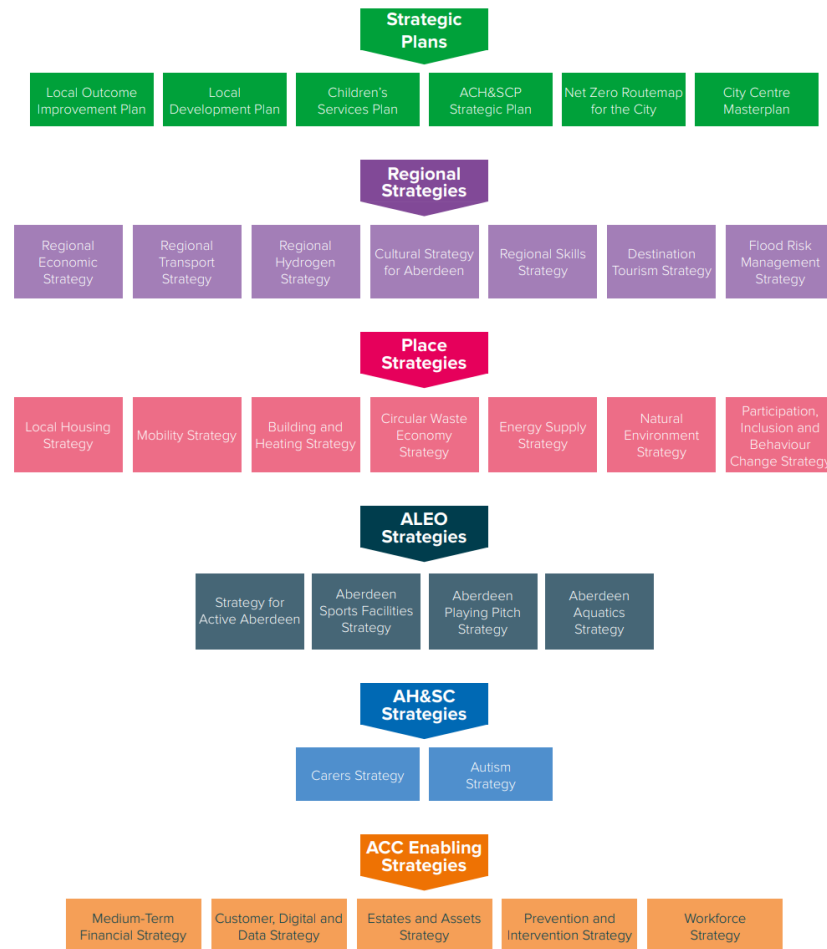 Strategic
Plans
Local Outcome
Improvement Plan
Local
Development Plan
Children's
Services Plan
ACH&SCP
Strategic Plan
Net Zero Routemap
for the City
City Centre
Masterplan
Regional
Strategies
Regional
Economic
Strategy
Regional
Transport
Strategy
Regional
Hydrogen
Strategy
Cultural Strategy
for Aberdeen
Regional Skills
Strategy
Destination
Tourism Strategy
Flood Risk
Management
Strategy
Place
Strategies
Local Housing
Strategy
Mobility Strategy
Building and
Heating Strategy
Circular Waste
Economy
Strategy
Energy Supply
Strategy
Natural
Environment
Strategy
Participation,
Inclusion and
Behaviour
Change Strategy
ALEO
Strategies
Strategy for
Active Aberdeen
Aberdeen
Sports Facilities
Strategy
Aberdeen
Playing Pitch
Strategy
Aberdeen
Aquatics
Strategy
AH&SC
Strategies
Carers Strategy
Autism
Strategy
ACC Enabling
Strategies
Medium-Term
Financial Strategy
Customer, Digital and
Data Strategy
Estates and Assets
Strategy
Prevention and
Intervention Strategy
Workforce
Strategy